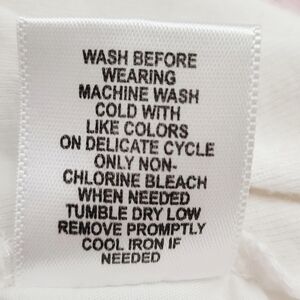 WASH BEFORE
WEARING
MACHINE WASH
COLD WITH
LIKE COLORS
ON DELICATE CYCLE
ONLY NON-
CHLORINE BLEACH
WHEN NEEDED
TUMBLE DRY LOW
REMOVE PROMPTLY
COOL IRON IF
NEEDED